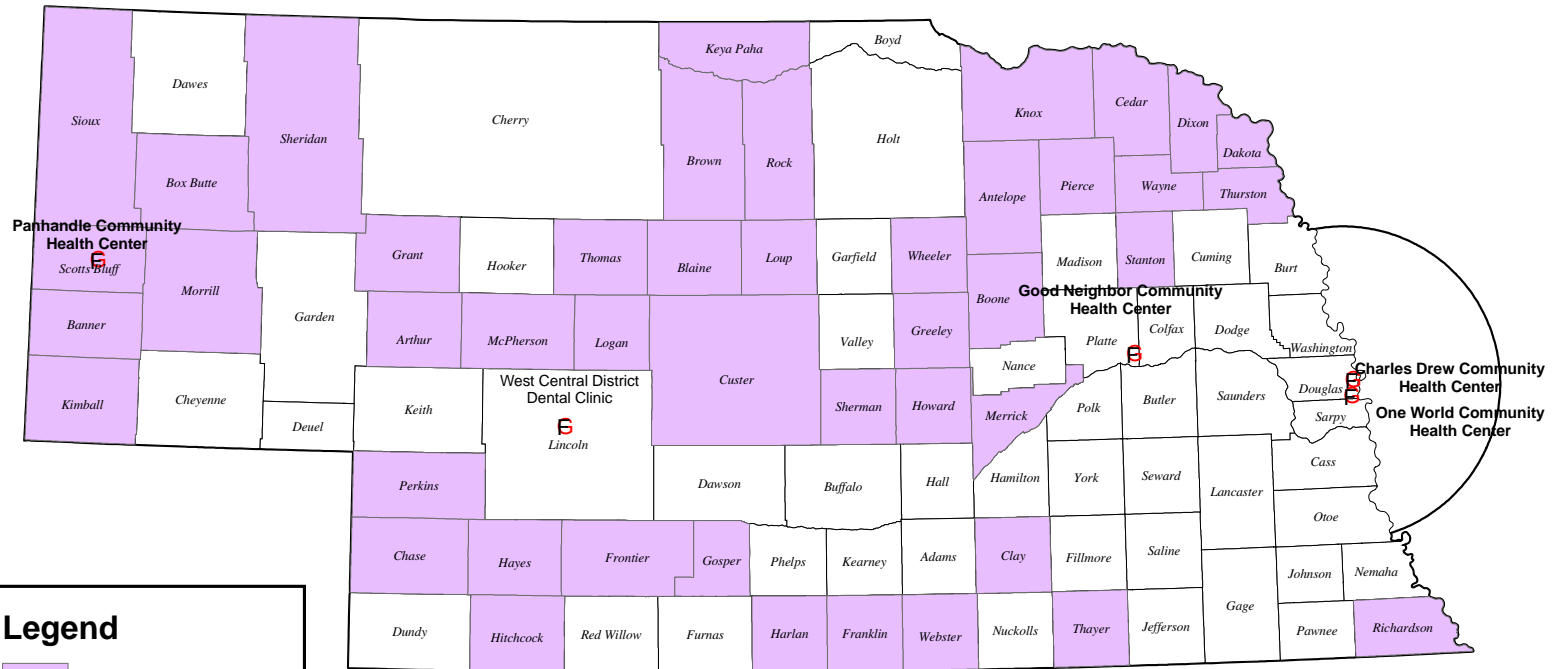 Keya Paha
Boyd
Dawes
Sioux
Sheridan
Cherry
Brown
Rock
Holt
Knox
Cedar
Dixon
Dakota
Box Butte
Antelope
Pierce
Wayne
Thurston
Panhandle Community
Health Center
Scotts Bluff
Grant
Hooker
Thomas
Blaine
Loup
Garfield
Wheeler
Madison
Stanton
Cuming
Burt
Morrill
Garden
Banner
Arthur
McPherson
Logan
Valley
Greeley
Boone
Good Neighbor Community
Health Center
Platte
Colfax
Dodge
Washington
Kimball
Cheyenne
Deuel
Keith
West Central District
Dental Clinic
Lincoln
Custer
Sherman
Howard
Nance
Merrick
Polk
Butler
Saunders
Douglas
Charles Drew Community
Health Center
Sarpy
One World Community
Health Center
Perkins
Dawson
Buffalo
Hall
Hamilton
York
Seward
Lancaster
Cass
Otoe
Chase
Hayes
Frontier
Gosper
Phelps
Kearney
Adams
Clay
Fillmore
Saline
Johnson
Nemaha
Dundy
Hitchcock
Red Willow
Furnas
Harlan
Franklin
Webster
Nuckolls
Thayer
Jefferson
Gage
Pawnee
Richardson
Legend